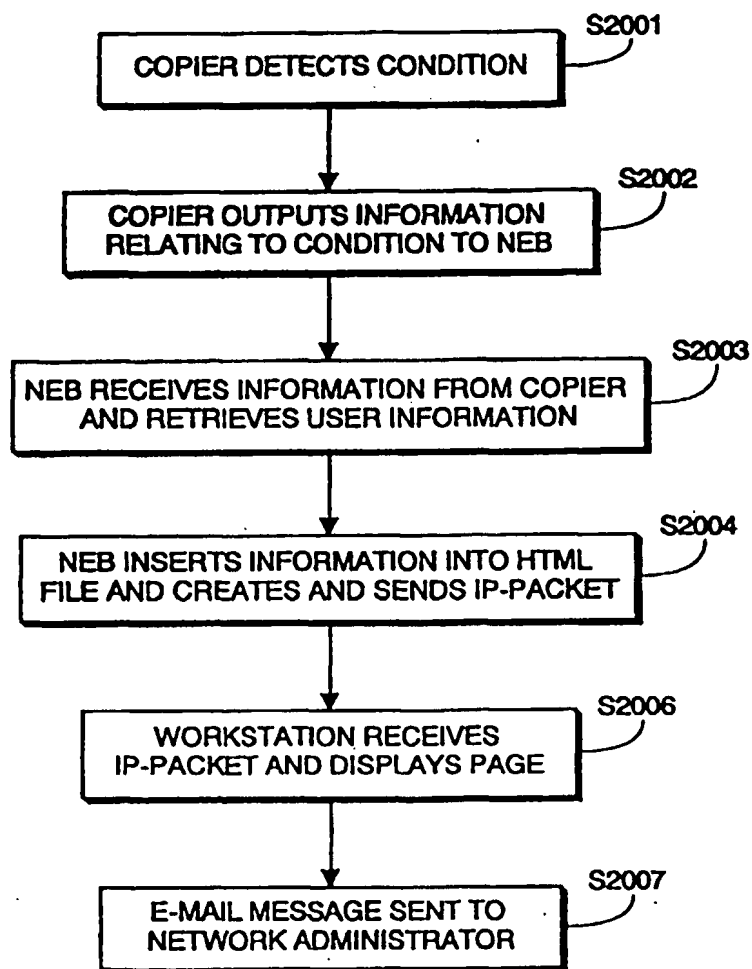 S2001
COPIER DETECTS CONDITION
S2002
COPIER OUTPUTS INFORMATION
RELATING TO CONDITION TO NEB
S2003
NEB RECEIVES INFORMATION FROM COPIER
AND RETRIEVES USER INFORMATION
S2004
NEB INSERTS INFORMATION INTO HTML
FILE AND CREATES AND SENDS IP-PACKET
S2006
WORKSTATION RECEIVES
IP-PACKET AND DISPLAYS PAGE
S2007
E-MAIL MESSAGE SENT TO
NETWORK ADMINISTRATOR